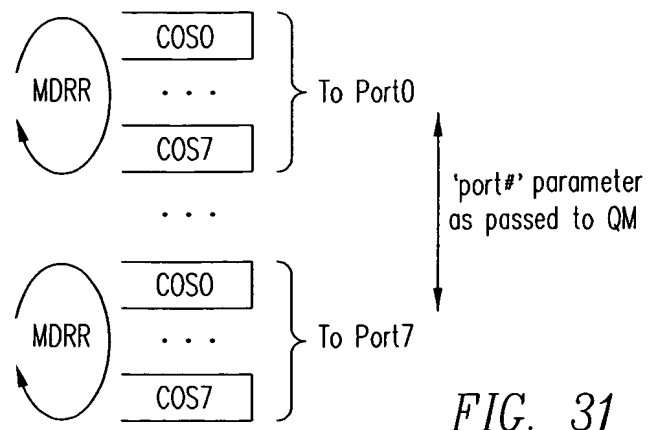 COS0
MDRR
. . .
To Port0
COS7
'port#' parameter
as passed to QM
. . .
COS0
MDRR
. . .
To Port7
COS7
FIG. 31